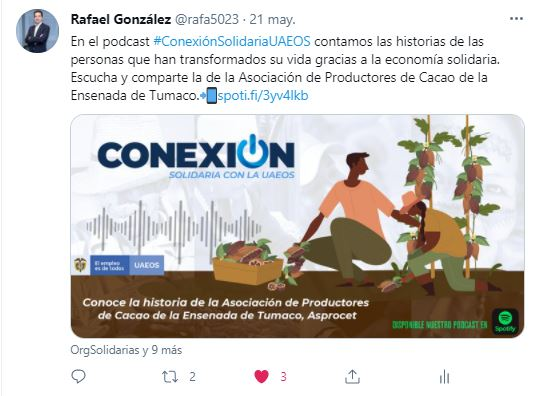 Rafael González @rafa5023 · 21 may.
En el podcast #ConexiónSolidariaUAEOS contamos las historias de las
personas que han transformados su vida gracias a la economía solidaria.
Escucha y comparte la de la Asociación de Productores de Cacao de la
Ensenada de Tumaco. spoti.fi/3yv4lkb
CONEXIÓN
SOLIDARIA CON LA UAEOS
El empleo
es de todos
UAEOS
Conoce la historia de la Asociación de Productores
de Cacao de la Ensenada de Tumaco, Asprocet
DISPONIBLE NUESTRO PODCAST EN
Spotify
OrgSolidarias y 9 más
2
3